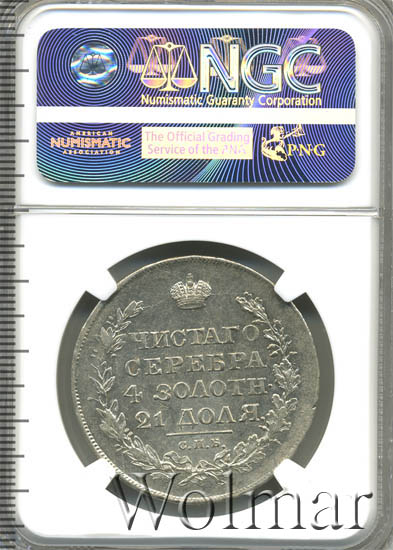 NGC
Numismatic Guaranty Corporation
AMERICAN
NUMISMATIC
ASSOCIATION
The Official Grading
Service of the PNG
PNG
ЧИСТАГО
СЕРЕБРА
4 ЗОЛОТН.
21 ДОЛЯ.
С.П.Б.
Wolmar